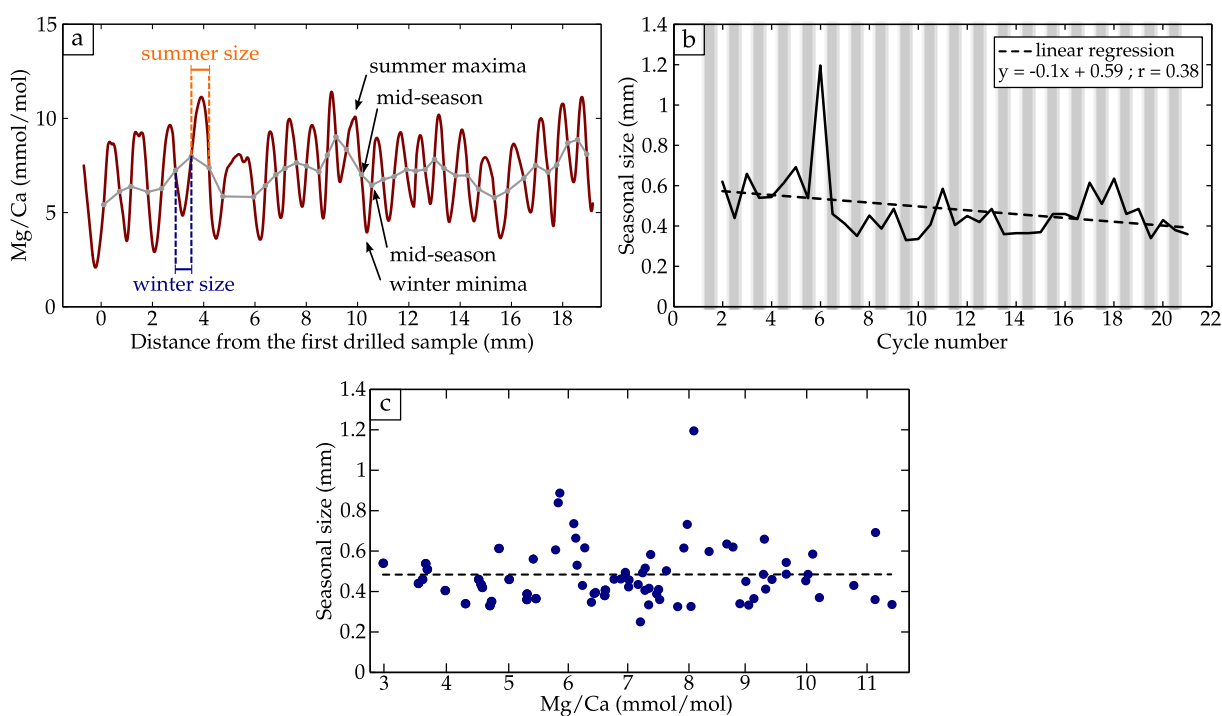 a
summer size
summer maxima
mid-season
mid-season
winter minima
winter size
15
10
5
0
Mg/Ca (mmol/mol)
0 2 4 6 8 10 12 14 16 18
Distance from the first drilled sample (mm)
b
linear regression
y = -0.1x + 0.59 ; r = 0.38
1.4
1.2
1
0.8
0.6
0.4
0.2
0
Seasonal size (mm)
0 2 4 6 8 10 12 14 16 18 20 22
Cycle number
c
1.4
1.2
1
0.8
0.6
0.4
0.2
0
Seasonal size (mm)
3 4 5 6 7 8 9 10 11
Mg/Ca (mmol/mol)